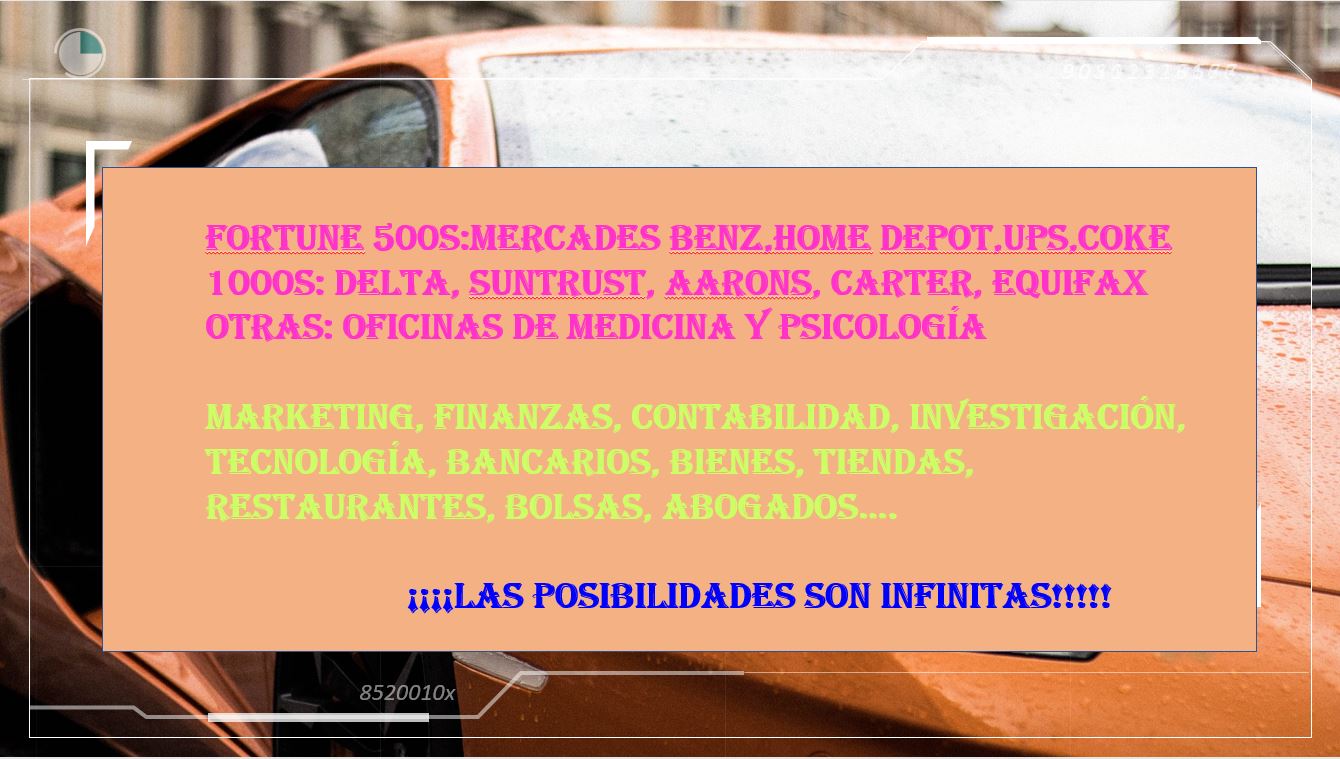 FORTUNE 500S:MERCADES BENZ,HOME DEPOT,UPS,COKE
1000S: DELTA, SUNTRUST, AARONS, CARTER, EQUIFAX
OTRAS: OFICINAS DE MEDICINA Y PSICOLOGÍA
MARKETING, FINANZAS, CONTABILIDAD, INVESTIGACIÓN,
TECNOLOGÍA, BANCARIOS, BIENES, TIENDAS,
RESTAURANTES, BOLSAS, ABOGADOS....
¡¡¡¡LAS POSIBILIDADES SON INFINITAS!!!!!
8520010x